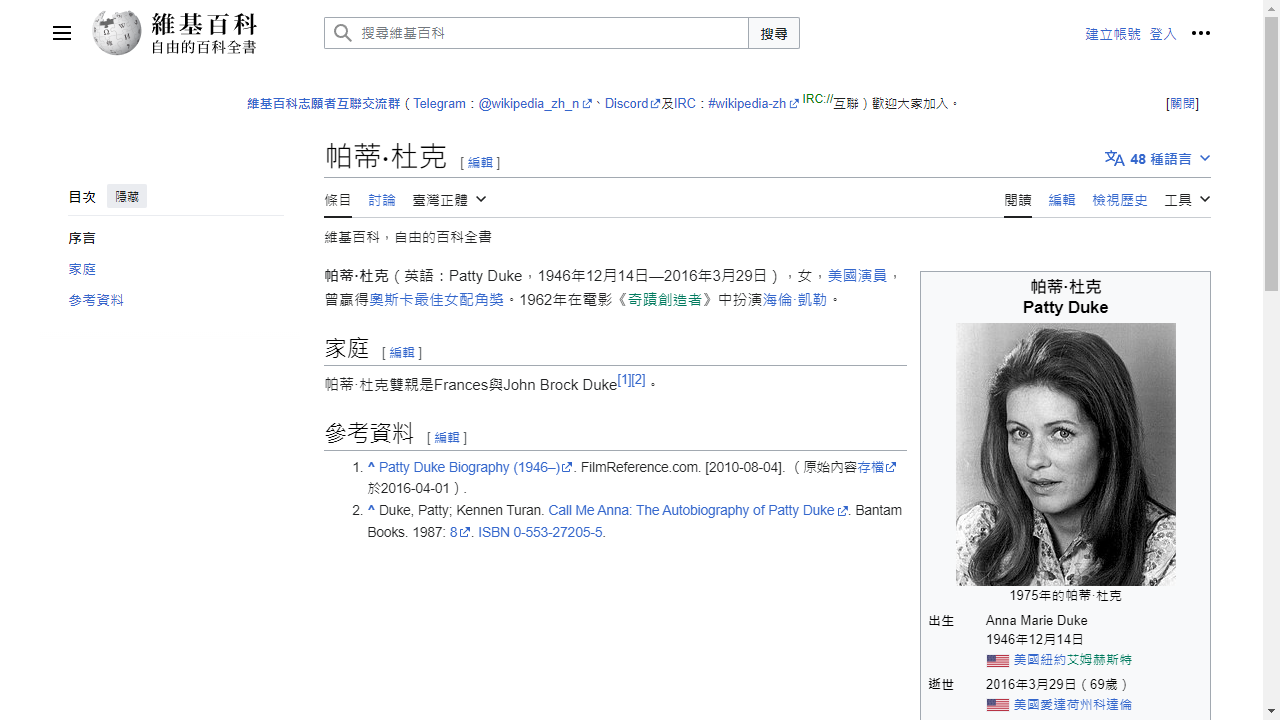 維基百科
自由的百科全書
搜尋維基百科
搜尋
建立帳號 登入
維基百科志願者互聯交流群（Telegram：@wikipedia_zh_n、Discord及IRC：#wikipedia-zh IRC://互聯）歡迎大家加入。
[關閉]
帕蒂·杜克 [編輯]
48 種語言
目次 隱藏
序言
家庭
參考資料
條目 討論 臺灣正體
閱讀 編輯 檢視歷史 工具
維基百科，自由的百科全書
帕蒂·杜克（英語：Patty Duke，1946年12月14日—2016年3月29日），女，美國演員，
曾贏得奧斯卡最佳女配角獎。1962年在電影《奇蹟創造者》中扮演海倫·凱勒。
家庭 [編輯]
帕蒂·杜克雙親是Frances與John Brock Duke[1][2]。
參考資料 [編輯]
1. ^ Patty Duke Biography (1946–). FilmReference.com. [2010-08-04]. （原始內容存檔
於2016-04-01）.
2. ^ Duke, Patty; Kennen Turan. Call Me Anna: The Autobiography of Patty Duke. Bantam
Books. 1987: 8. ISBN 0-553-27205-5.
帕蒂·杜克
Patty Duke
1975年的帕蒂·杜克
出生 Anna Marie Duke
1946年12月14日
美國紐約艾姆赫斯特
逝世 2016年3月29日（69歲）
美國愛達荷州科達倫